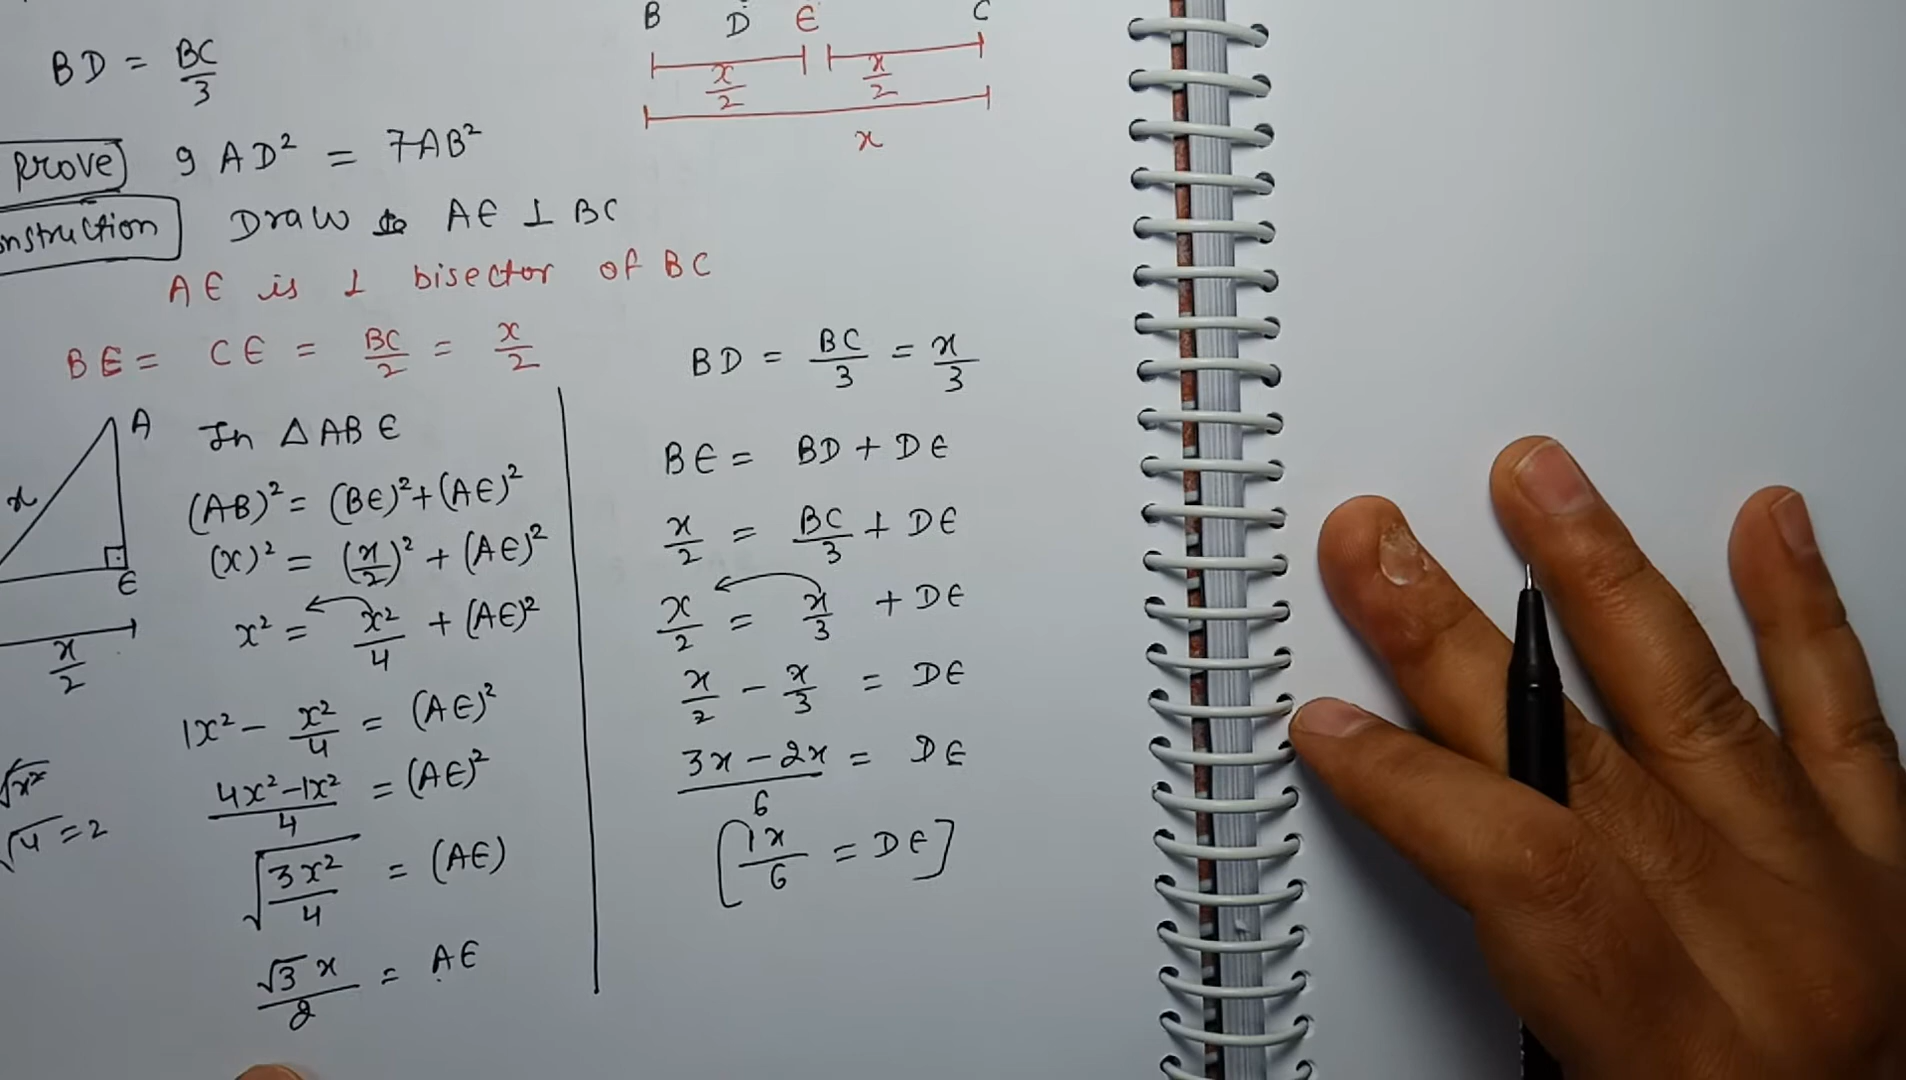 B D E C
BD = BC/3
x/2 x/2
x
Prove 9 AD² = 7AB²
nstruction Draw AE ⊥ BC
AE is ⊥ bisector of BC
BE = CE = BC/2 = x/2
A
x
E
x/2
√x²
√4 = 2
In △ ABE
(AB)² = (BE)² + (AE)²
(x)² = (x/2)² + (AE)²
x² = x²/4 + (AE)²
1x² - x²/4 = (AE)²
4x² - 1x²/4 = (AE)²
√3x²/4 = (AE)
√3 x/2 = AE
BD = BC/3 = x/3
BE = BD + DE
x/2 = BC/3 + DE
x/2 = x/3 + DE
x/2 - x/3 = DE
3x - 2x/6 = DE
[1x/6 = DE]